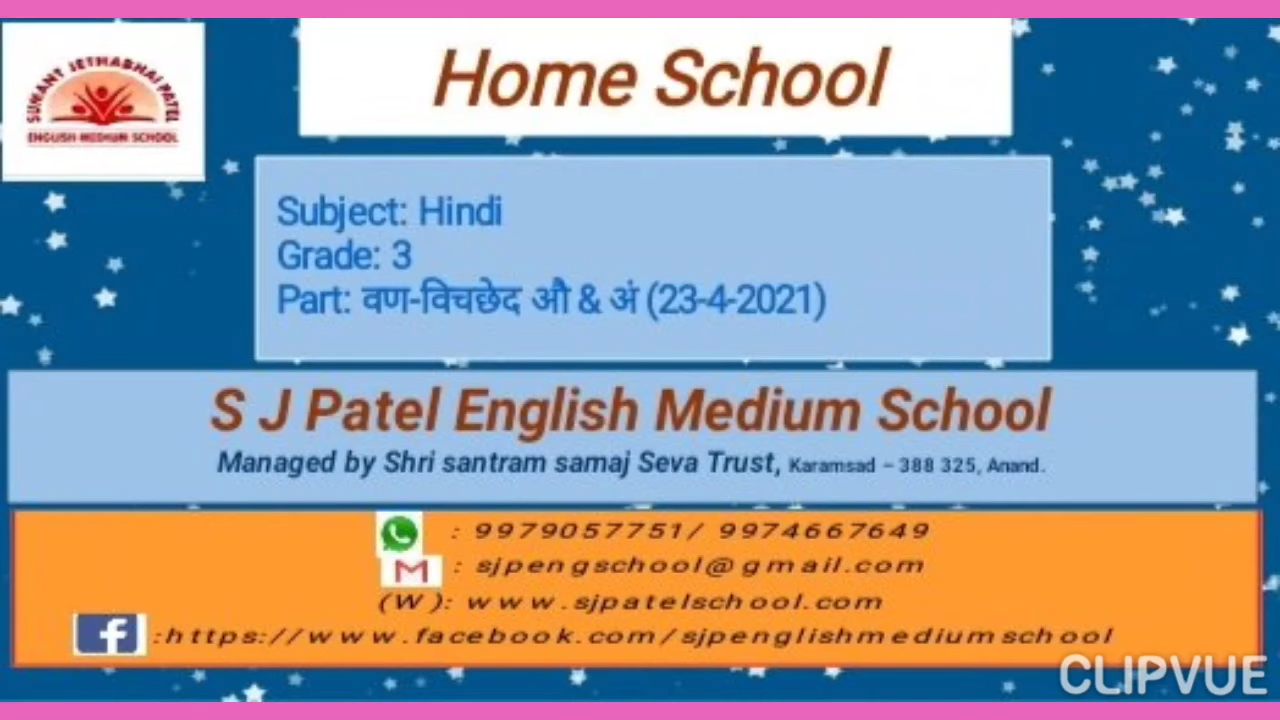 SUMANT JETHABHAI PATEL
ENGLISH MEDIUM SCHOOL
Home School
Subject: Hindi
Grade: 3
Part: वण-विचछेद औ & अं (23-4-2021)
S J Patel English Medium School
Managed by Shri santram samaj Seva Trust, Karamsad – 388 325, Anand.
: 9979057751/ 9974667649
: sjpengschool@gmail.com
(W): www.sjpatelschool.com
:https://www.facebook.com/sjpenglishmediumschool
CLIPVUE